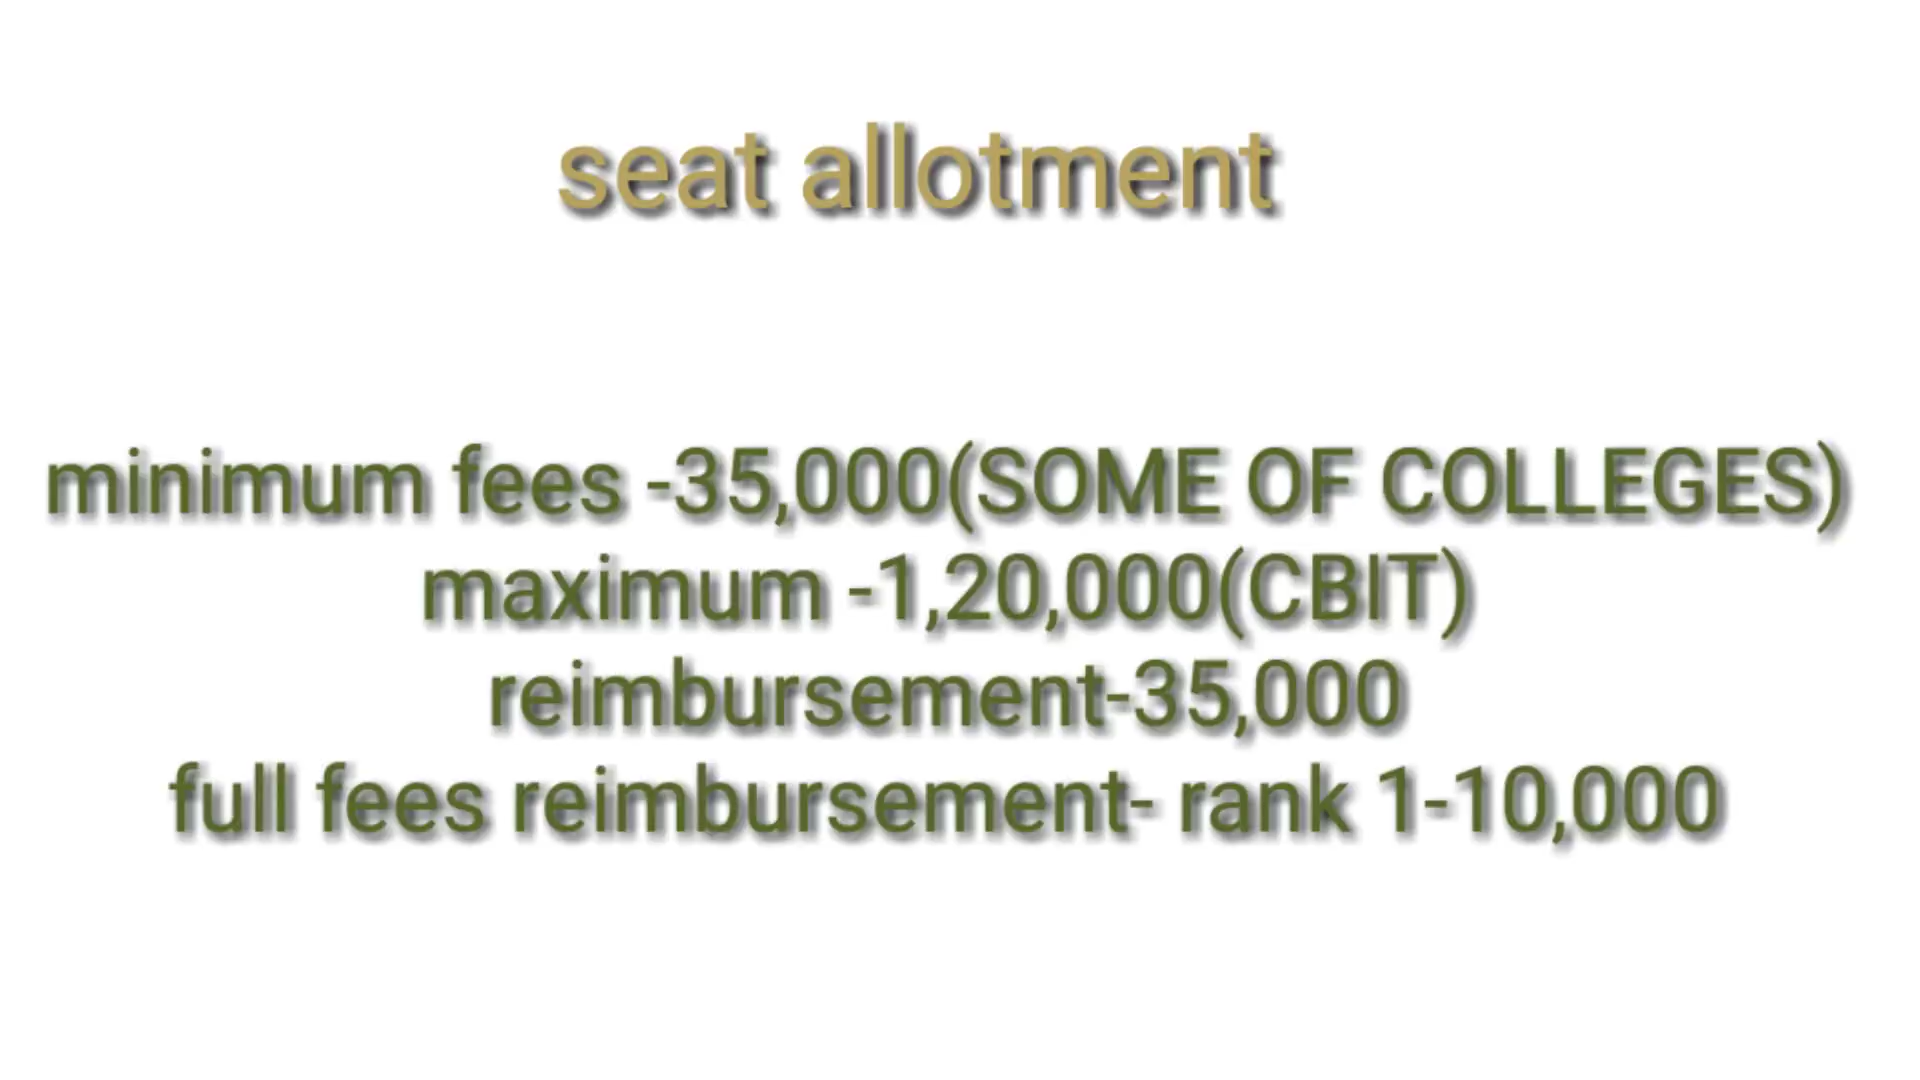 seat allotment
minimum fees -35,000(SOME OF COLLEGES)
maximum -1,20,000(CBIT)
reimbursement-35,000
full fees reimbursement- rank 1-10,000